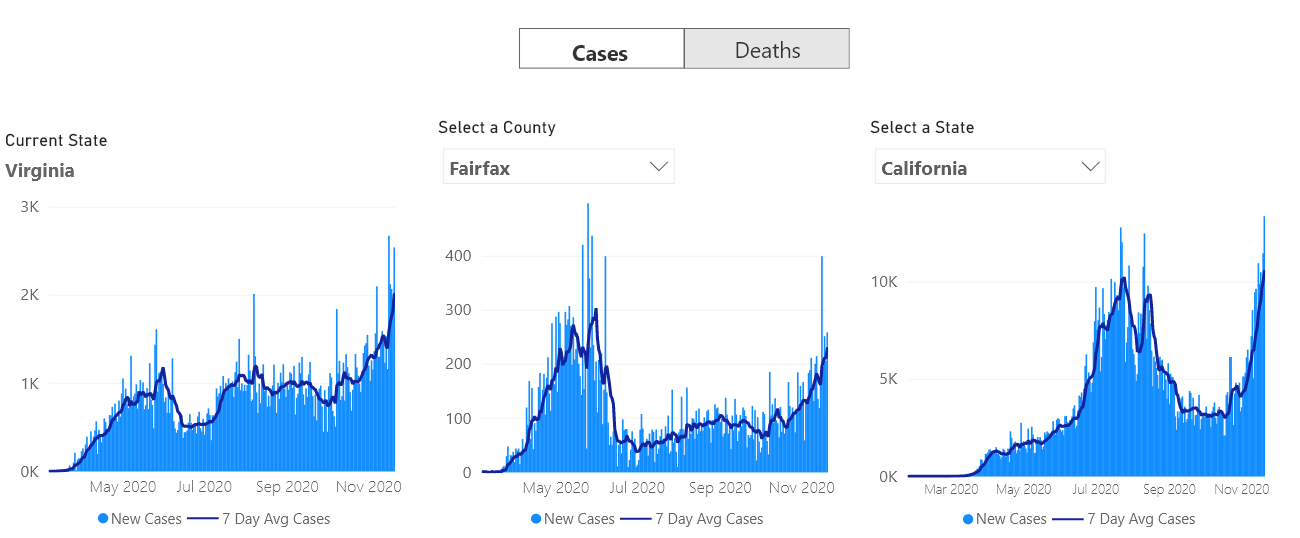 Cases Deaths
Current State
Virginia
3K
2K
1K
0K
May 2020 Jul 2020 Sep 2020 Nov 2020
New Cases 7 Day Avg Cases
Select a County
Fairfax
400
300
200
100
0
May 2020 Jul 2020 Sep 2020 Nov 2020
New Cases 7 Day Avg Cases
Select a State
California
10K
5K
0K
Mar 2020 May 2020 Jul 2020 Sep 2020 Nov 2020
New Cases 7 Day Avg Cases